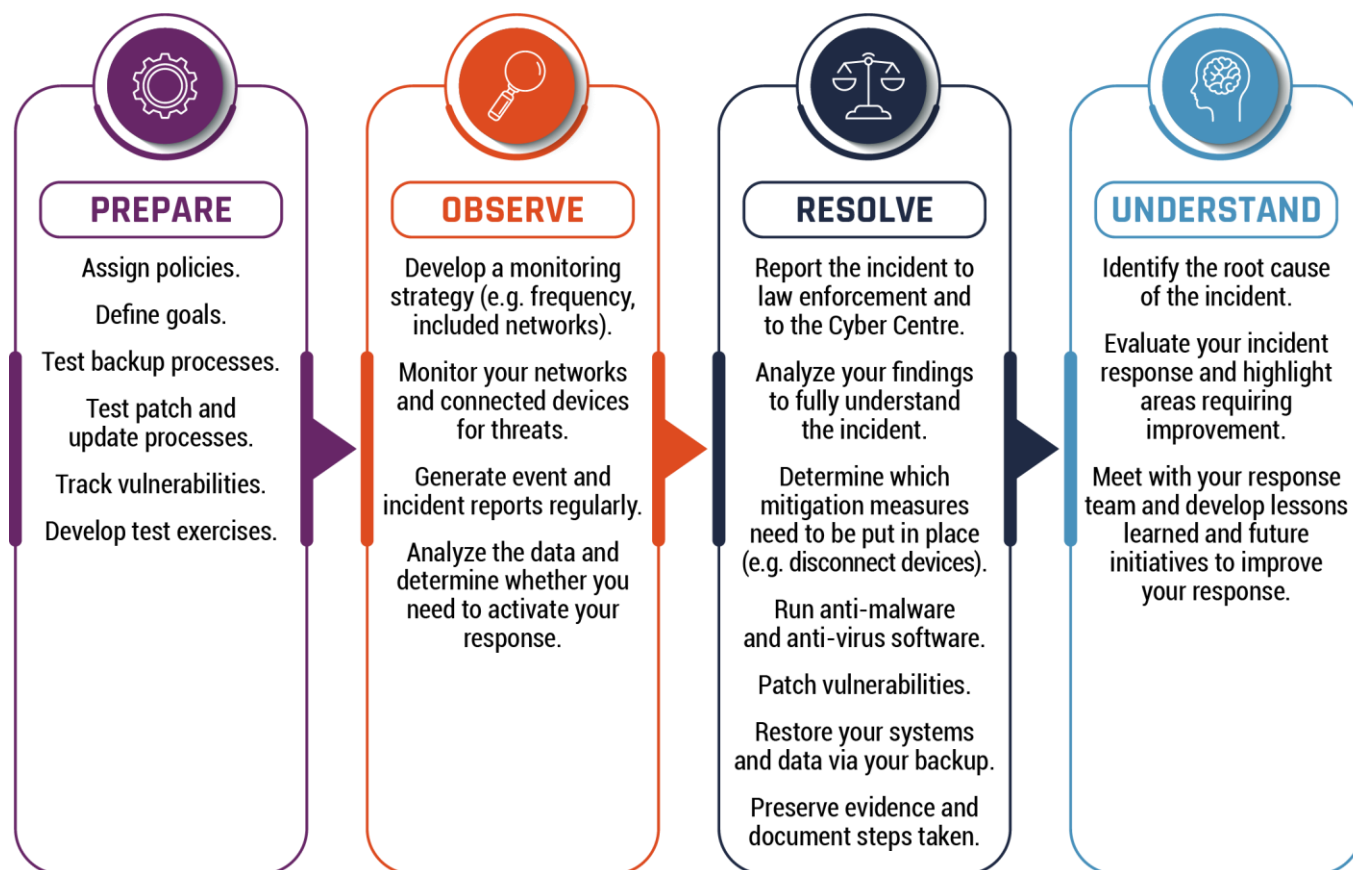 PREPARE
Assign policies.
Define goals.
Test backup processes.
Test patch and
update processes.
Track vulnerabilities.
Develop test exercises.
OBSERVE
Develop a monitoring
strategy (e.g. frequency,
included networks).
Monitor your networks
and connected devices
for threats.
Generate event and
incident reports regularly.
Analyze the data and
determine whether you
need to activate your
response.
RESOLVE
Report the incident to
law enforcement and
to the Cyber Centre.
Analyze your findings
to fully understand
the incident.
Determine which
mitigation measures
need to be put in place
(e.g. disconnect devices).
Run anti-malware
and anti-virus software.
Patch vulnerabilities.
Restore your systems
and data via your backup.
Preserve evidence and
document steps taken.
UNDERSTAND
Identify the root cause
of the incident.
Evaluate your incident
response and highlight
areas requiring
improvement.
Meet with your response
team and develop lessons
learned and future
initiatives to improve
your response.